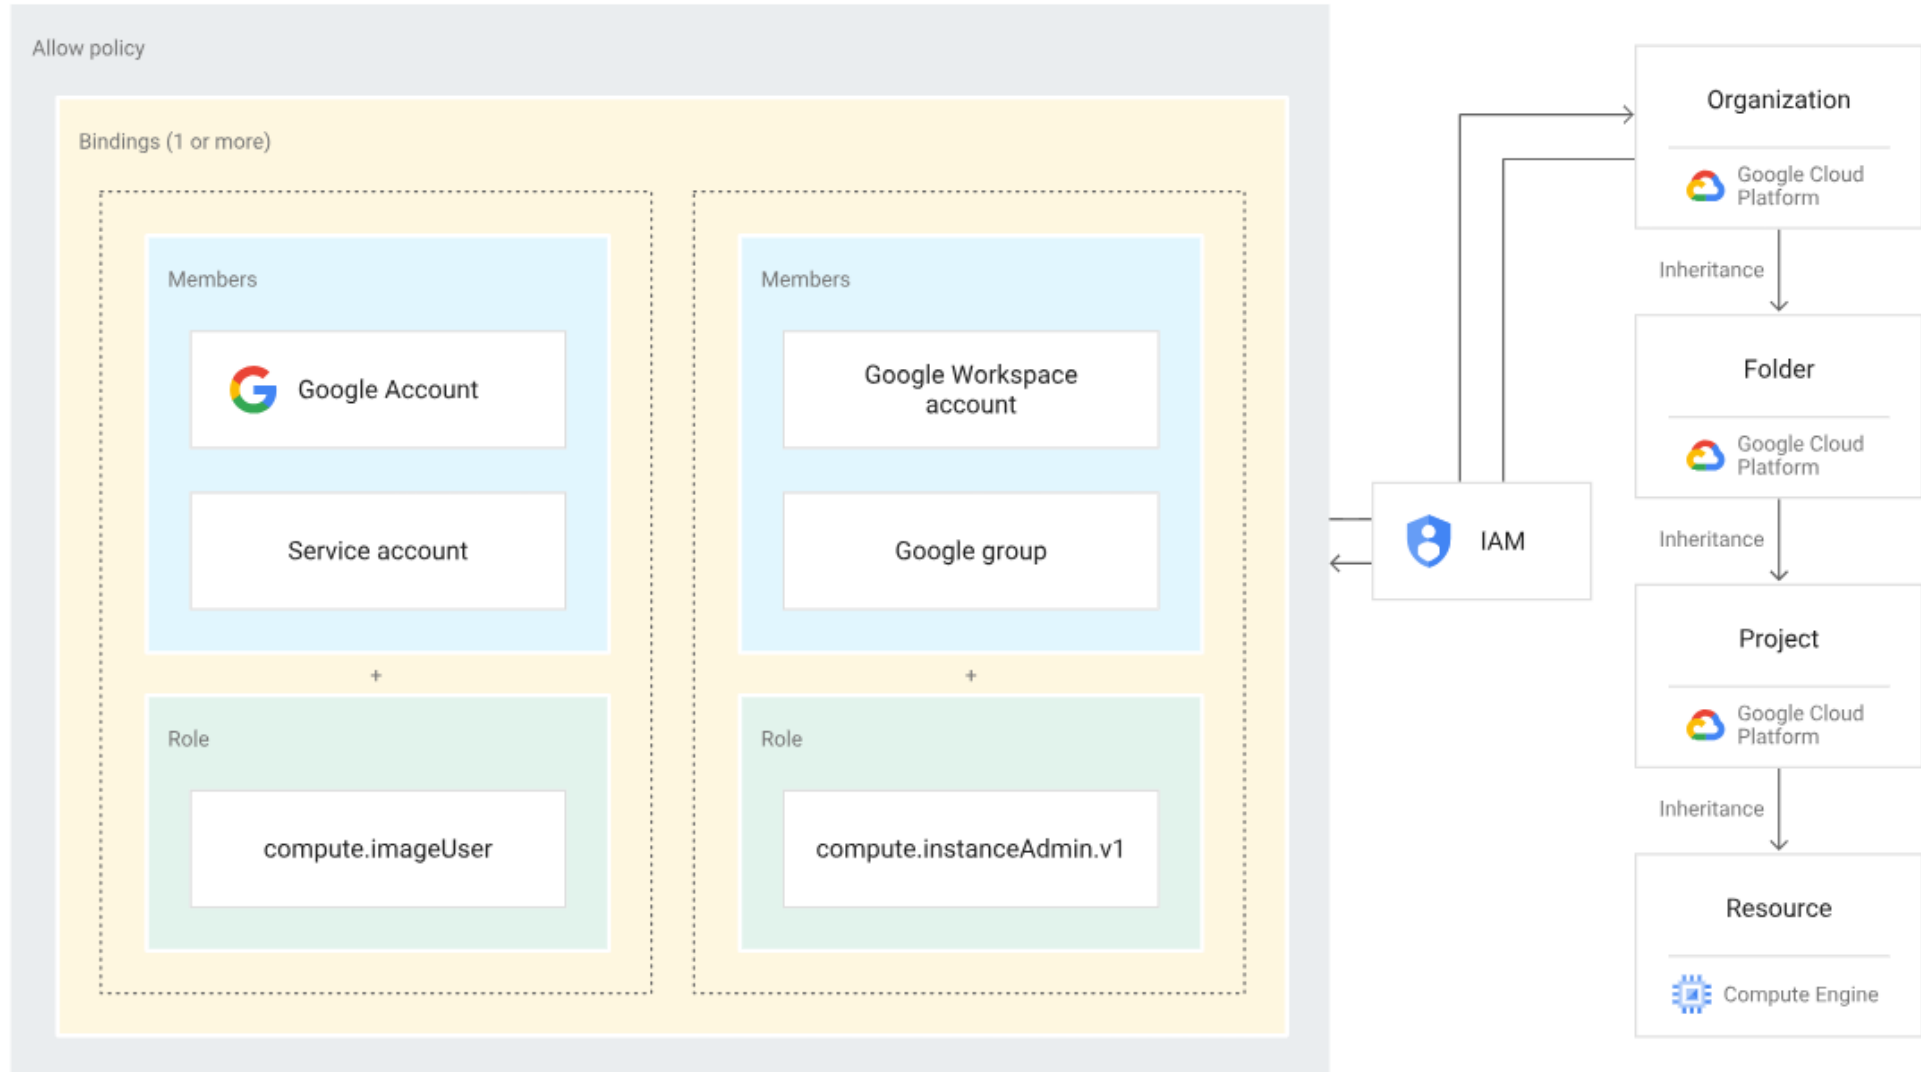 Allow policy
Bindings (1 or more)
Members
Google Account
Service account
+
Role
compute.imageUser
Members
Google Workspace
account
Google group
+
Role
compute.instanceAdmin.v1
IAM
Organization
Google Cloud
Platform
Inheritance
Folder
Google Cloud
Platform
Inheritance
Project
Google Cloud
Platform
Inheritance
Resource
Compute Engine